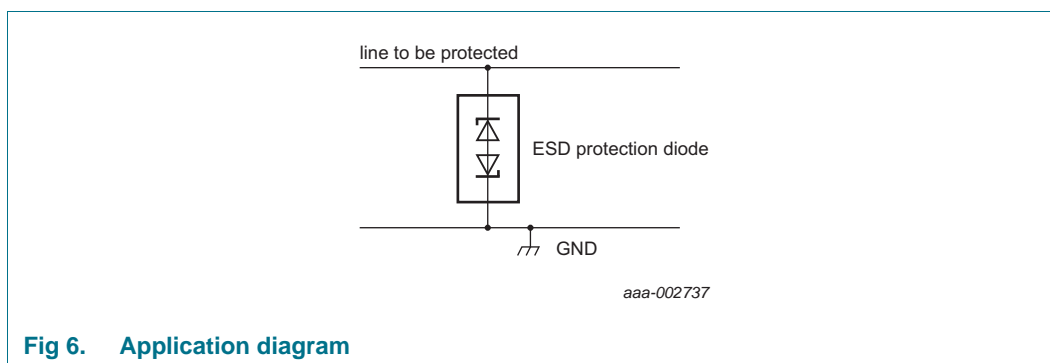 line to be protected
ESD protection diode
GND
aaa-002737
Fig 6. Application diagram